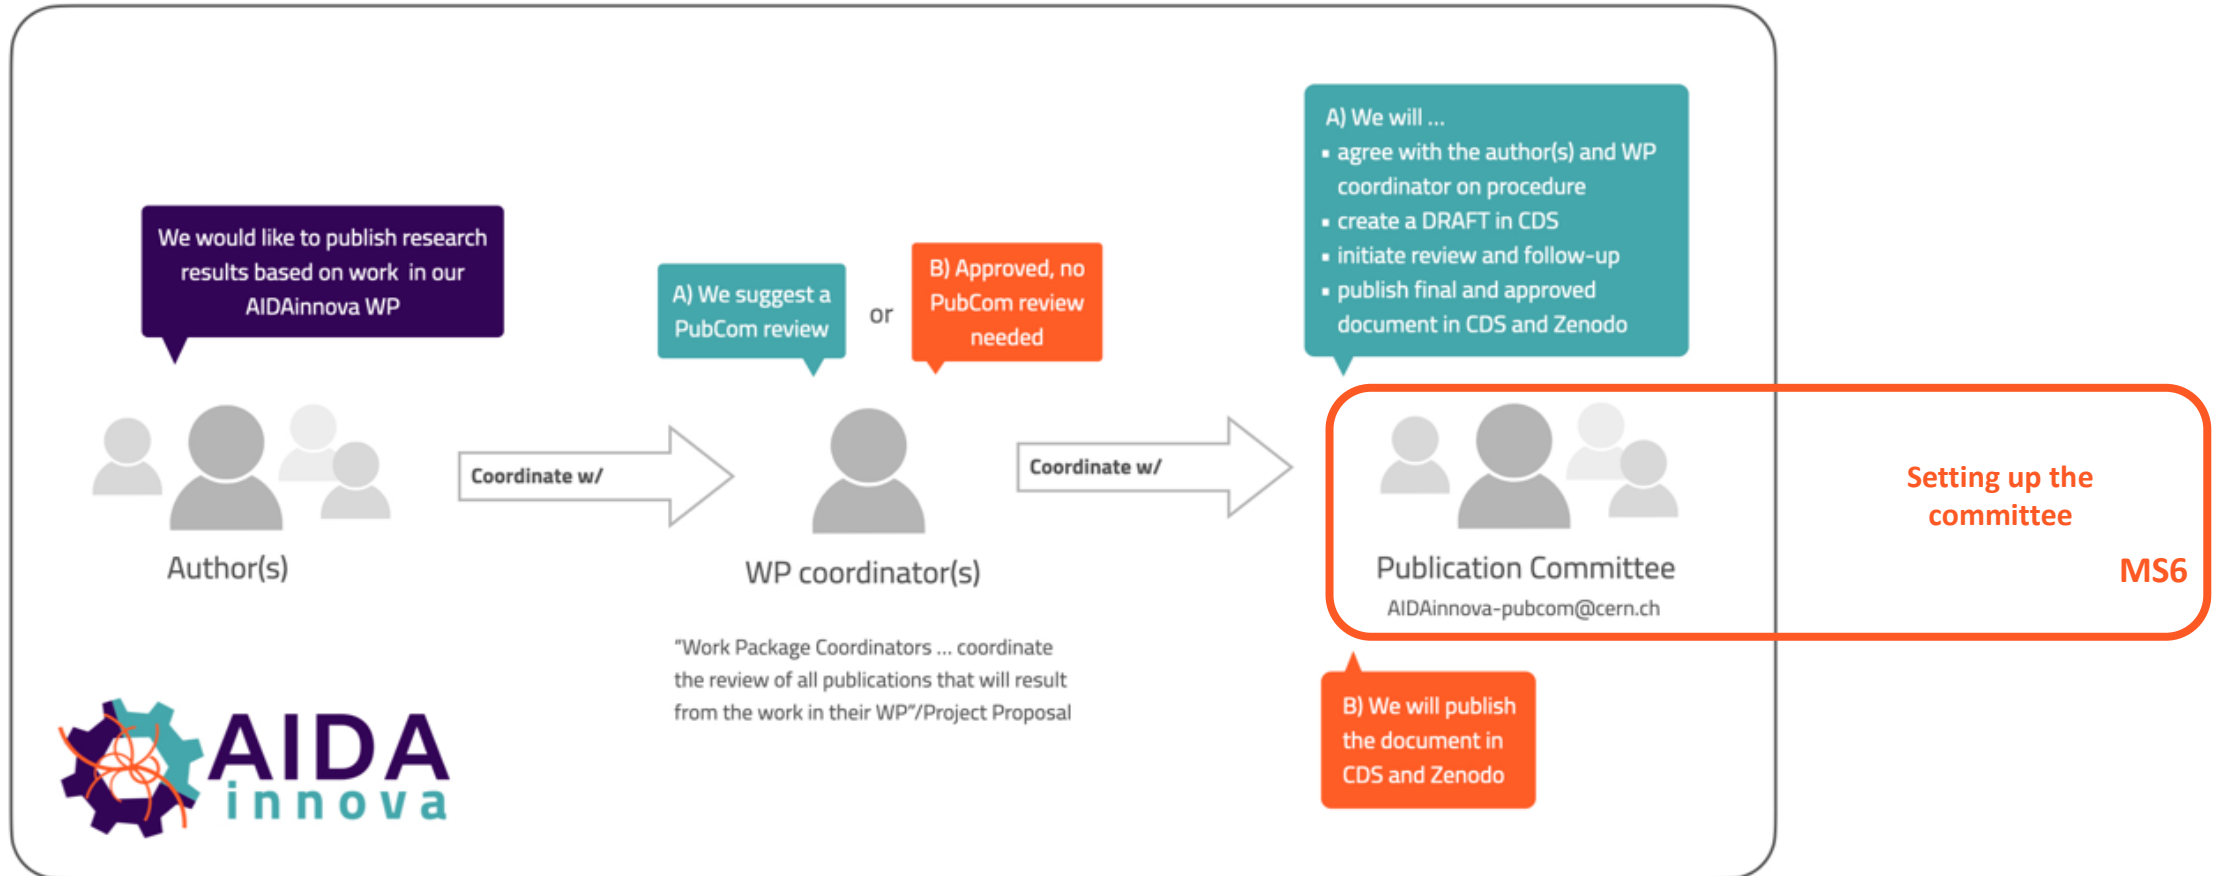 We would like to publish research
results based on work in our
AIDAinnova WP
A) We suggest a
PubCom review
or
B) Approved, no
PubCom review
needed
A) We will ...
▪ agree with the author(s) and WP
coordinator on procedure
▪ create a DRAFT in CDS
▪ initiate review and follow-up
▪ publish final and approved
document in CDS and Zenodo
Coordinate w/
Coordinate w/
Author(s)
WP coordinator(s)
"Work Package Coordinators ... coordinate
the review of all publications that will result
from the work in their WP"/Project Proposal
Publication Committee
AIDAinnova-pubcom@cern.ch
Setting up the
committee
MS6
B) We will publish
the document in
CDS and Zenodo
AIDA
innova